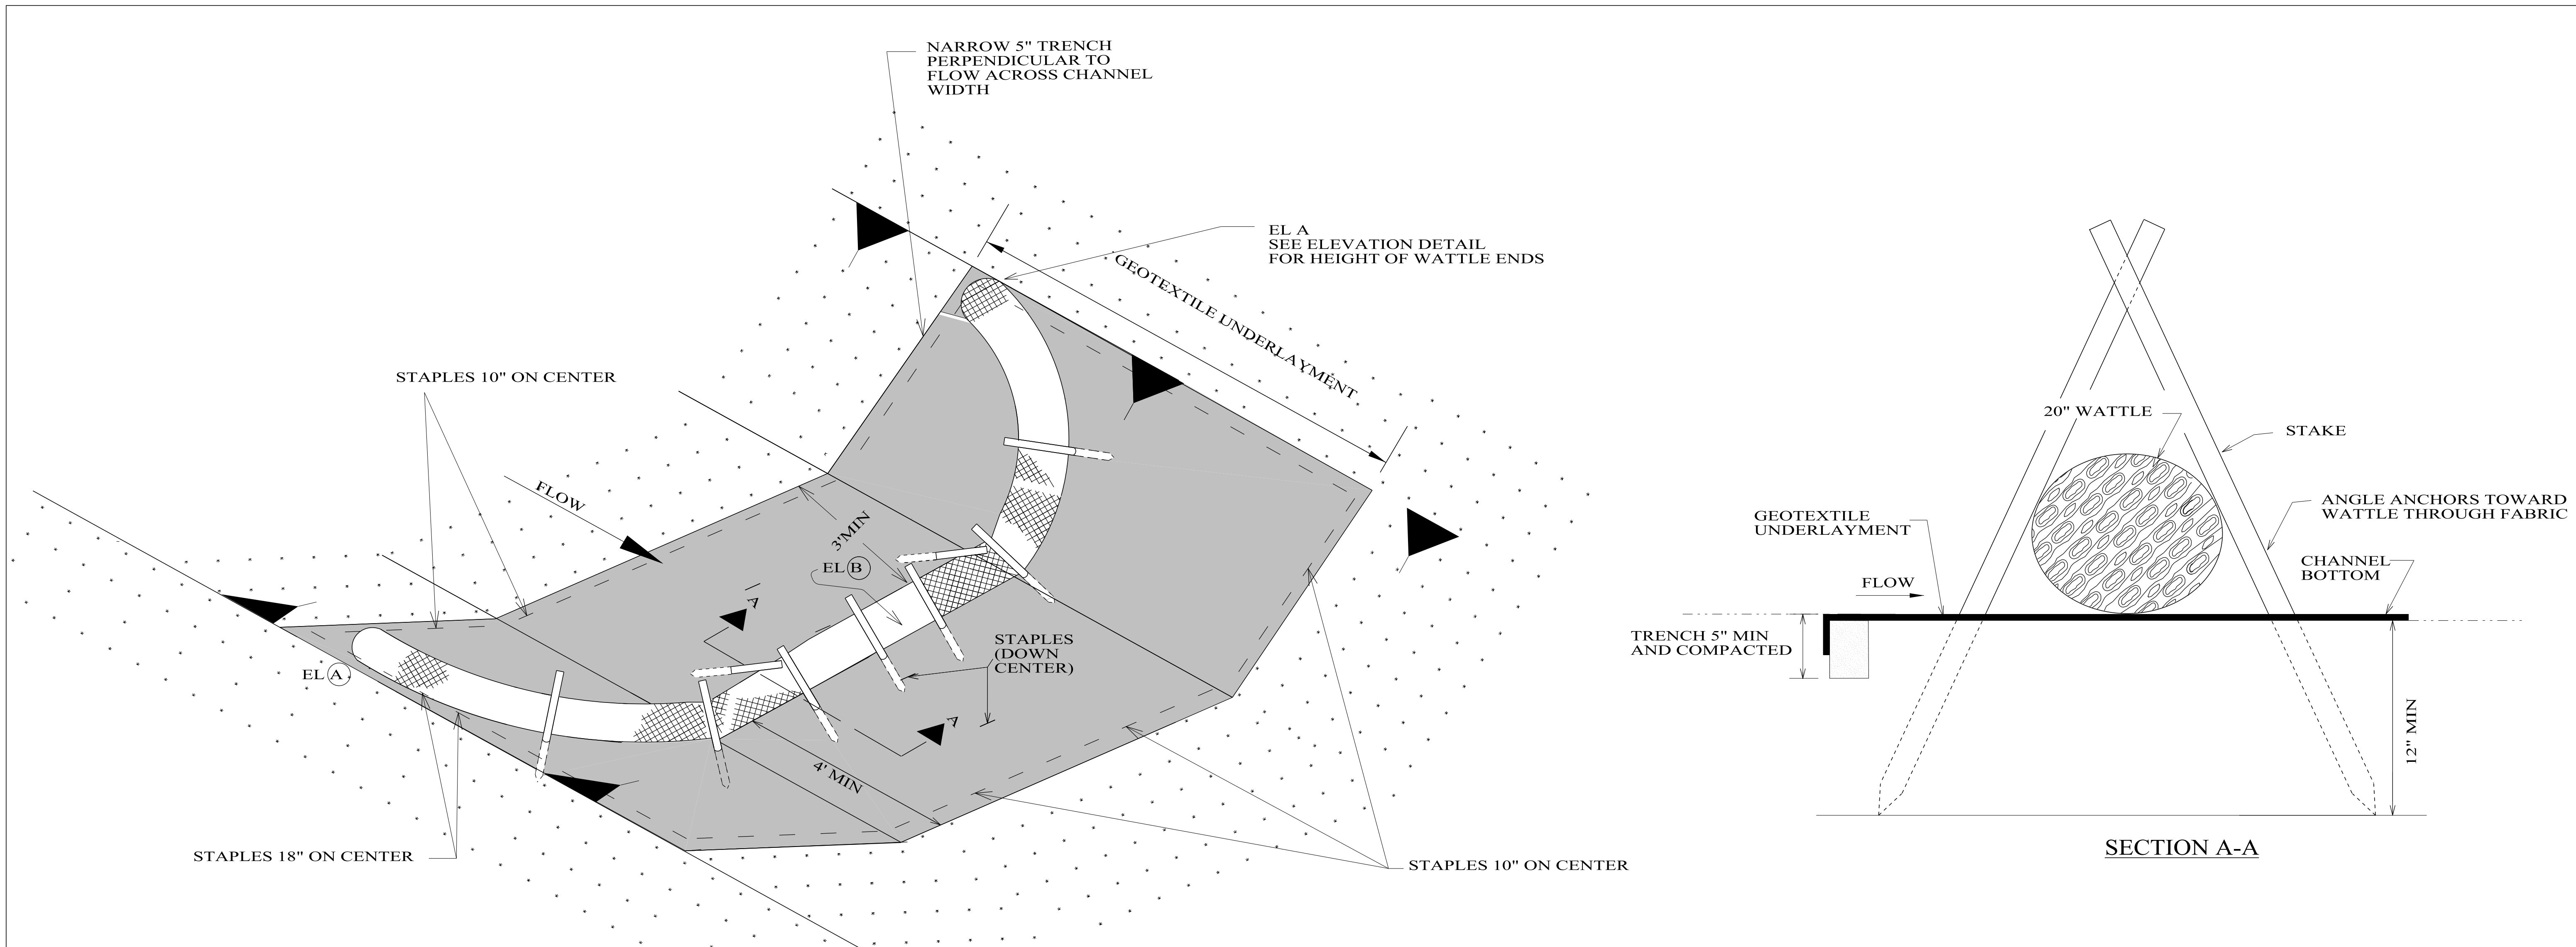 NARROW 5" TRENCH
PERPENDICULAR TO
FLOW ACROSS CHANNEL
WIDTH
EL A
SEE ELEVATION DETAIL
FOR HEIGHT OF WATTLE ENDS
GEOTEXTILE UNDERLAYMENT
STAPLES 10" ON CENTER
FLOW
3'MIN
EL B
A
STAPLES
(DOWN
CENTER)
EL A
A
4' MIN
STAPLES 18" ON CENTER
STAPLES 10" ON CENTER
20" WATTLE
STAKE
ANGLE ANCHORS TOWARD
WATTLE THROUGH FABRIC
GEOTEXTILE
UNDERLAYMENT
CHANNEL
BOTTOM
FLOW
TRENCH 5" MIN
AND COMPACTED
12" MIN
SECTION A-A